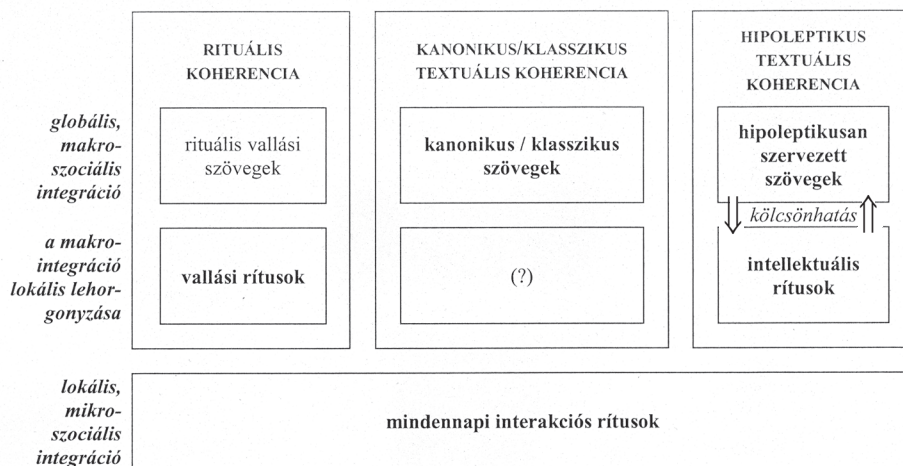 RITUÁLIS
KOHERENCIA
KANONIKUS/KLASSZIKUS
TEXTUÁLIS KOHERENCIA
HIPOLEPTIKUS
TEXTUÁLIS
KOHERENCIA
globális,
makro-
szociális
integráció
rituális vallási
szövegek
kanonikus / klasszikus
szövegek
hipoleptikusan
szervezett
szövegek
kölcsönhatás
a makro-
integráció
lokális lehor-
gonyzása
vallási rítusok
(?)
intellektuális
rítusok
lokális,
mikro-
szociális
integráció
mindennapi interakciós rítusok